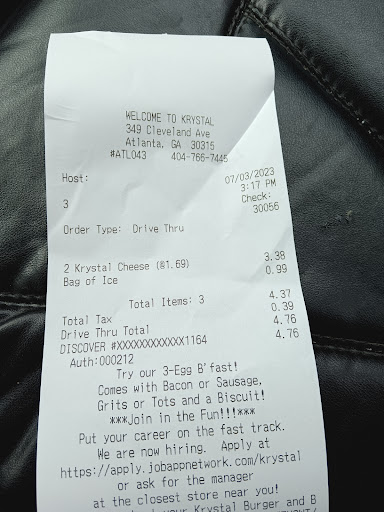 WELCOME TO KRYSTAL
349 Cleveland Ave
Atlanta, GA 30315
#ATL043 404-766-7445
Host: 07/03/2023
3:17 PM
3 Check:
30055
Order Type: Drive Thru
2 Krystal Cheese (@1.69) 3.38
Bag of Ice 0.99
Total Items: 3 4.37
Total Tax 0.39
Drive Thru Total 4.76
DISCOVER #XXXXXXXXXXXX1164 4.76
Auth:000212
Try our 3-Egg B'fast!
Comes with Bacon or Sausage,
Grits or Tots and a Biscuit!
***Join in the Fun!!!***
Put your career on the fast track.
We are now hiring. Apply at
https://apply.jobappnetwork.com/krystal
or ask for the manager
at the closest store near you!
your Krystal Burger and B